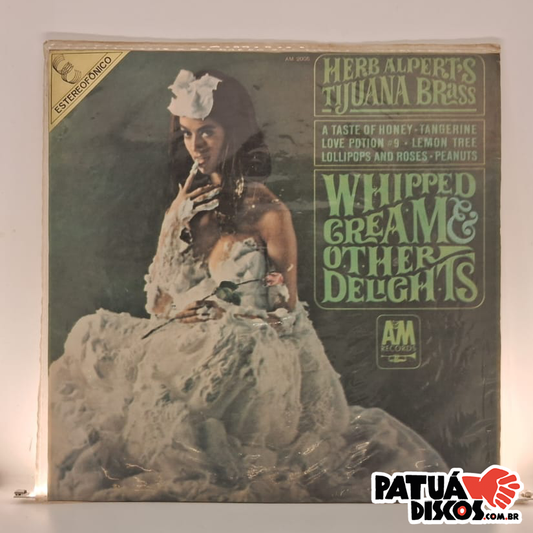 ESTEREOFÔNICO
HERB ALPERT'S
TIJUANA BRASS
A TASTE OF HONEY • TANGERINE
LOVE POTION #9 • LEMON TREE
LOLLIPOPS AND ROSES • PEANUTS
WHIPPED
CREAM &
OTHER
DELIGHTS
A&M
RECORDS
PATUÁ
DISCOS.COM.BR